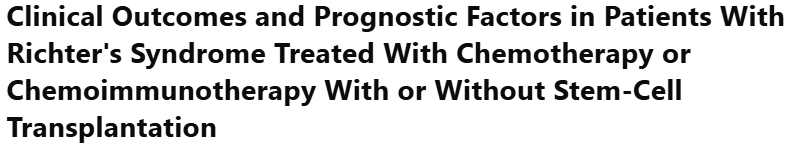 Clinical Outcomes and Prognostic Factors in Patients With
Richter's Syndrome Treated With Chemotherapy or
Chemoimmunotherapy With or Without Stem-Cell
Transplantation